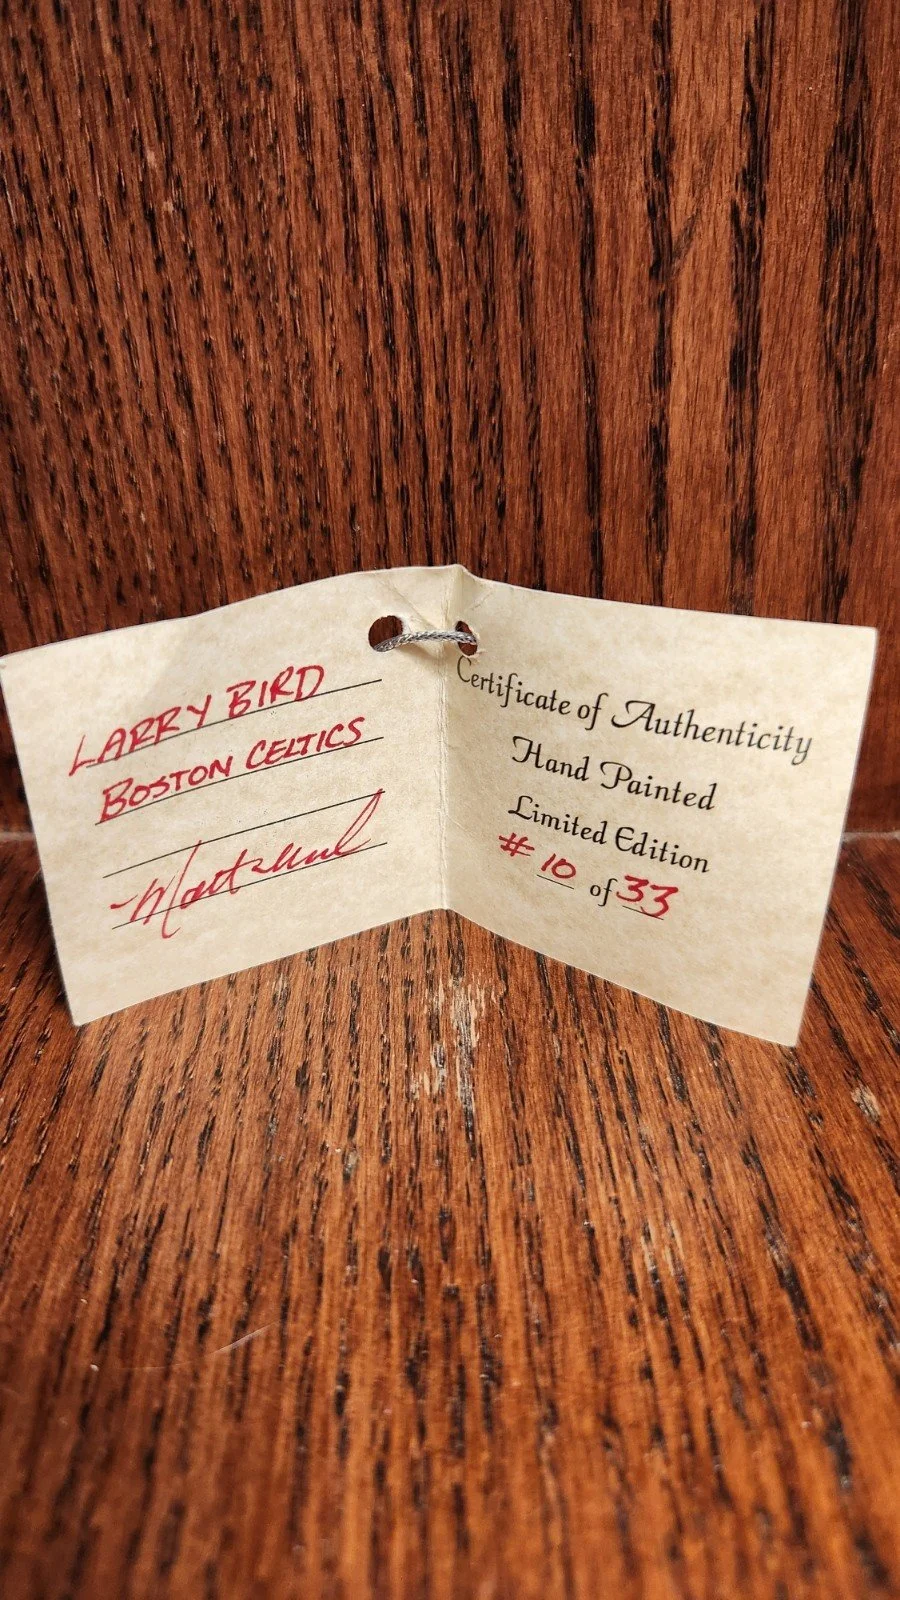 LARRY BIRD
BOSTON CELTICS
Certificate of Authenticity
Hand Painted
Limited Edition
# 10 of 33